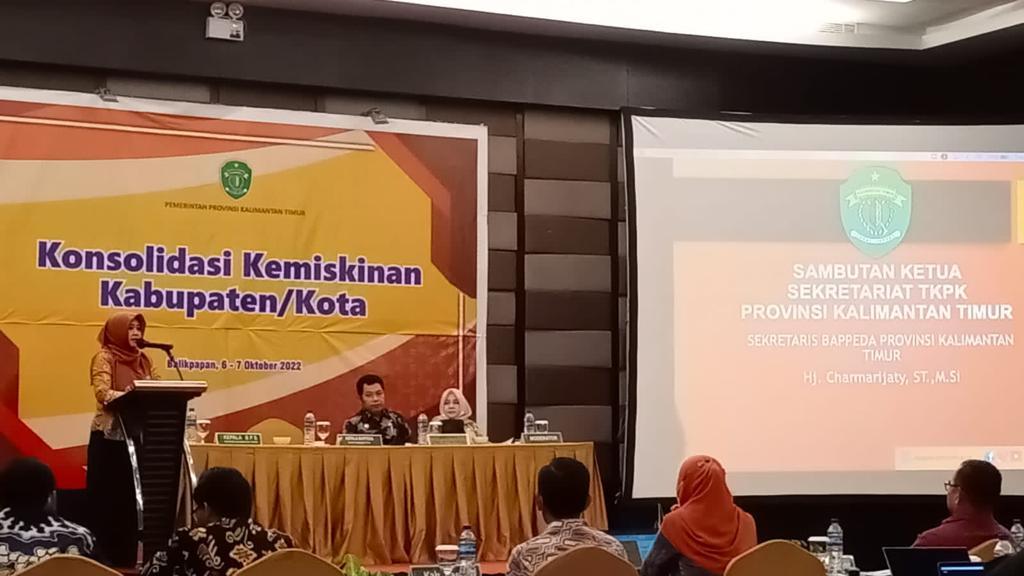 PEMERINTAH PROVINSI KALIMANTAN TIMUR
Konsolidasi Kemiskinan
Kabupaten/Kota
Balikpapan, 6 - 7 Oktober 2022
KEPALA B.P.S
MODERATOR
SAMBUTAN KETUA
SEKRETARIAT TKPK
PROVINSI KALIMANTAN TIMUR
SEKRETARIS BAPPEDA PROVINSI KALIMANTAN
TIMUR
Hj. Charmarijaty, ST.,M.Si